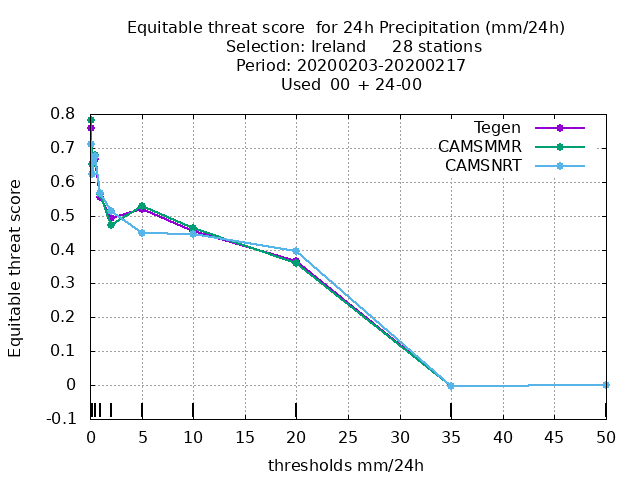 Equitable threat score  for 24h Precipitation (mm/24h)
Selection: Ireland     28 stations
Period: 20200203-20200217
Used  00 + 24-00
Tegen
CAMSMMR
CAMSNRT
Equitable threat score
0.8
0.7
0.6
0.5
0.4
0.3
0.2
0.1
0
-0.1
0 5 10 15 20 25 30 35 40 45 50
thresholds mm/24h